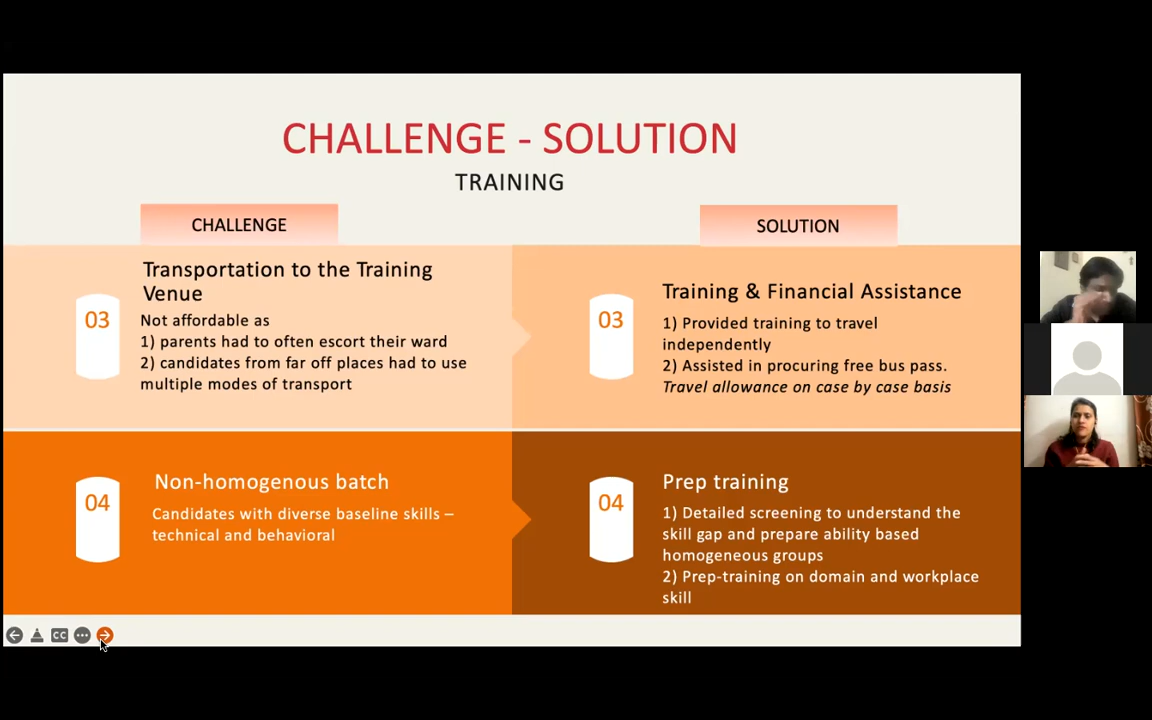 CHALLENGE - SOLUTION
TRAINING
CHALLENGE
SOLUTION
03
Transportation to the Training
Venue
Not affordable as
1) parents had to often escort their ward
2) candidates from far off places had to use
multiple modes of transport
03
Training & Financial Assistance
1) Provided training to travel
independently
2) Assisted in procuring free bus pass.
Travel allowance on case by case basis
04
Non-homogenous batch
Candidates with diverse baseline skills –
technical and behavioral
04
Prep training
1) Detailed screening to understand the
skill gap and prepare ability based
homogeneous groups
2) Prep-training on domain and workplace
skill
CC